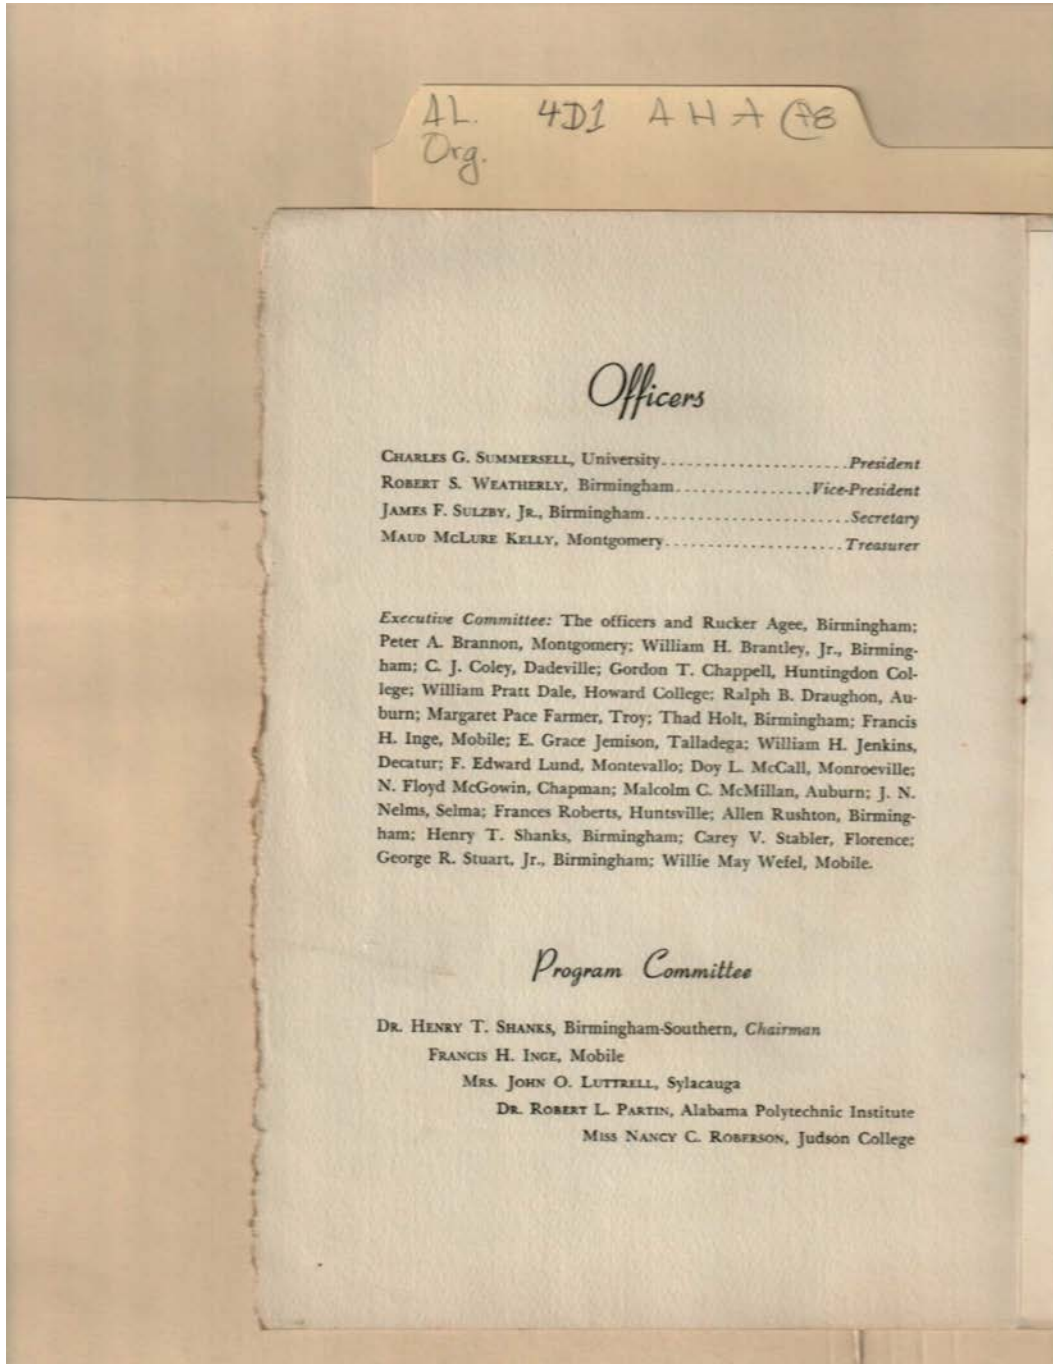 AL. 4D1 A H A
Org.
Officers
CHARLES G. SUMMERSELL, University.......................President
ROBERT S. WEATHERLY, Birmingham.................Vice-President
JAMES F. SULZBY, JR., Birmingham..........................Secretary
MAUD MCLURE KELLY, Montgomery.......................Treasurer
Executive Committee: The officers and Rucker Agee, Birmingham;
Peter A. Brannon, Montgomery; William H. Brantley, Jr., Birming-
ham; C. J. Coley, Dadeville; Gordon T. Chappell, Huntingdon Col-
lege; William Pratt Dale, Howard College; Ralph B. Draughon, Au-
burn; Margaret Pace Farmer, Troy; Thad Holt, Birmingham; Francis
H. Inge, Mobile; E. Grace Jemison, Talladega; William H. Jenkins,
Decatur; F. Edward Lund, Montevallo; Doy L. McCall, Monroeville;
N. Floyd McGowin, Chapman; Malcolm C. McMillan, Auburn; J. N.
Nelms, Selma; Frances Roberts, Huntsville; Allen Rushton, Birming-
ham; Henry T. Shanks, Birmingham; Carey V. Stabler, Florence;
George R. Stuart, Jr., Birmingham; Willie May Wefel, Mobile.
Program Committee
DR. HENRY T. SHANKS, Birmingham-Southern, Chairman
FRANCIS H. INGE, Mobile
MRS. JOHN O. LUTTRELL, Sylacauga
DR. ROBERT L. PARTIN, Alabama Polytechnic Institute
MISS NANCY C. ROBERSON, Judson College